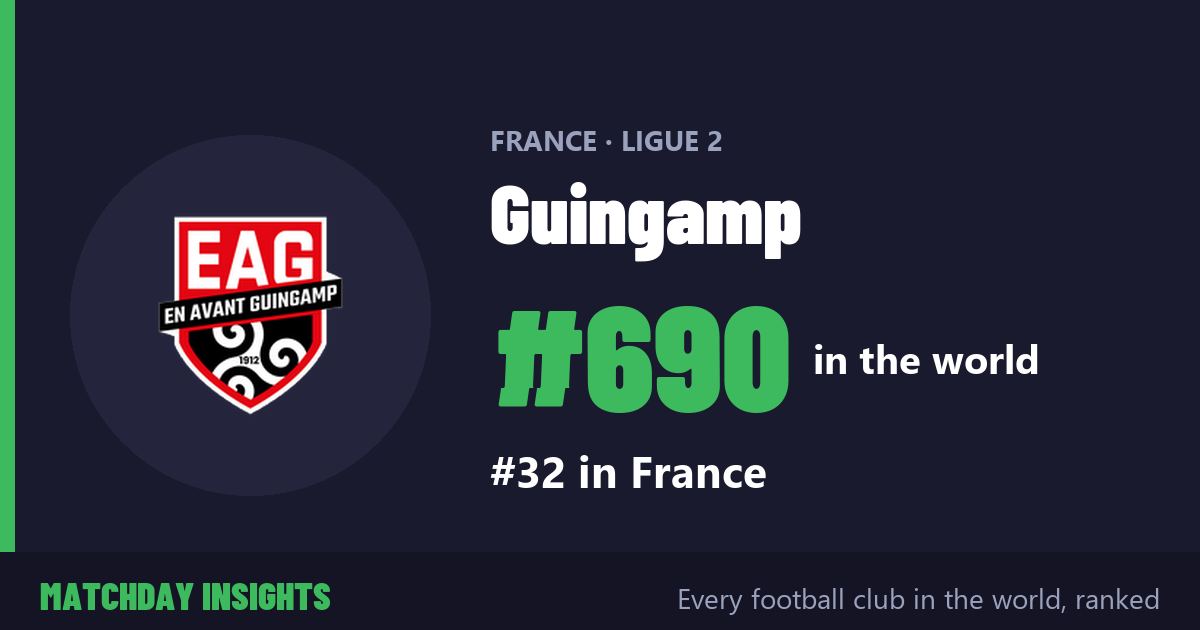 FRANCE · LIGUE 2
Guingamp
#690 in the world
#32 in France
EAG
EN AVANT GUINGAMP
1912
MATCHDAY INSIGHTS
Every football club in the world, ranked